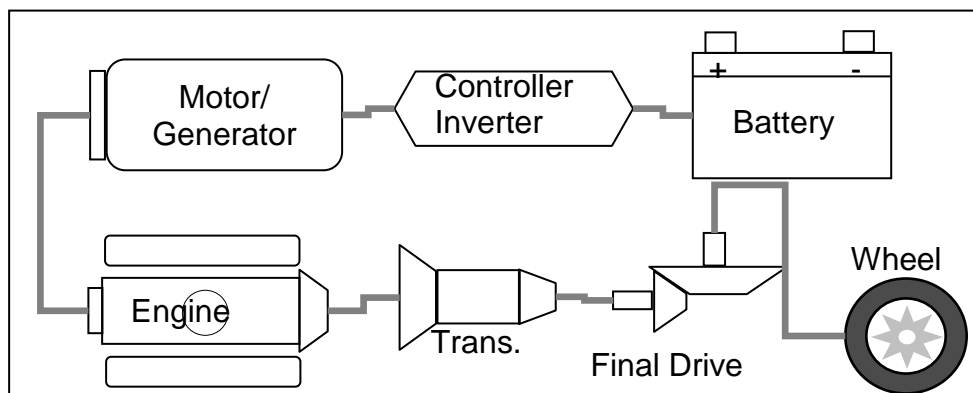 Motor/
Generator
Controller
Inverter
+ -
Battery
Engine
Trans.
Final Drive
Wheel